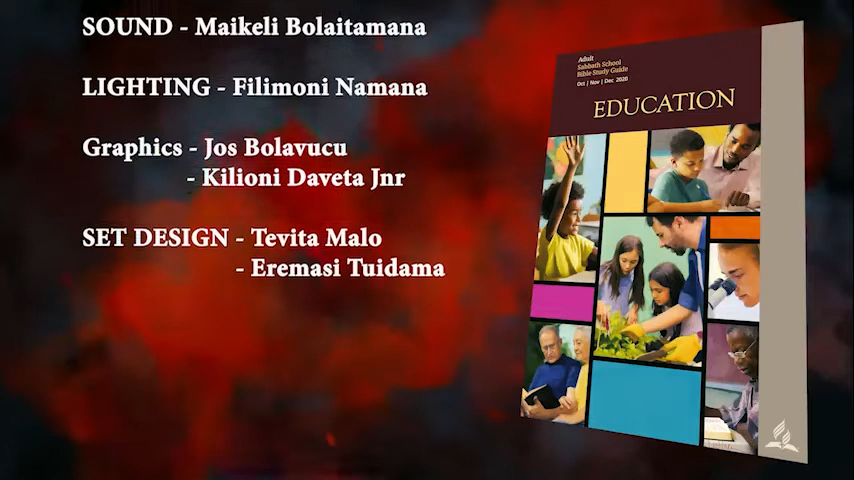 SOUND - Maikeli Bolaitamana
LIGHTING - Filimoni Namana
Graphics - Jos Bolavucu
- Kilioni Daveta Jnr
SET DESIGN - Tevita Malo
- Eremasi Tuidama
Adult
Sabbath School
Bible Study Guide
Oct | Nov | Dec 2020
EDUCATION